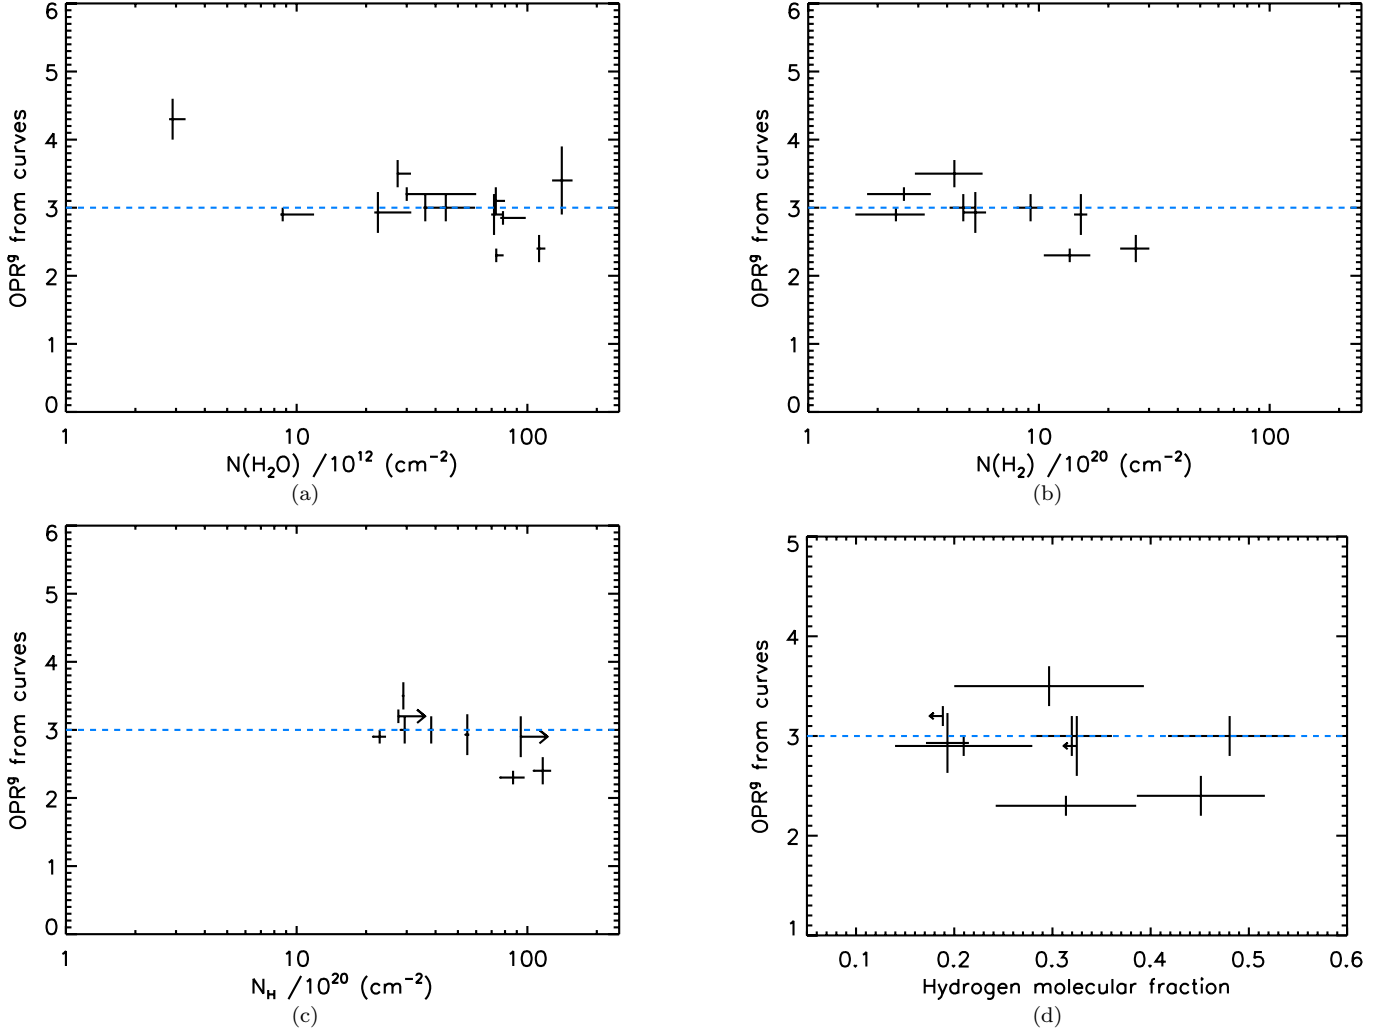 6
5
4
3
2
1
0
OPR⁹ from curves
1 10 100
N(H₂O) /10¹² (cm⁻²)
(a)
6
5
4
3
2
1
0
OPR⁹ from curves
1 10 100
N(H₂) /10²⁰ (cm⁻²)
(b)
6
5
4
3
2
1
0
OPR⁹ from curves
1 10 100
N_H /10²⁰ (cm⁻²)
(c)
5
4
3
2
1
OPR⁹ from curves
0.1 0.2 0.3 0.4 0.5 0.6
Hydrogen molecular fraction
(d)